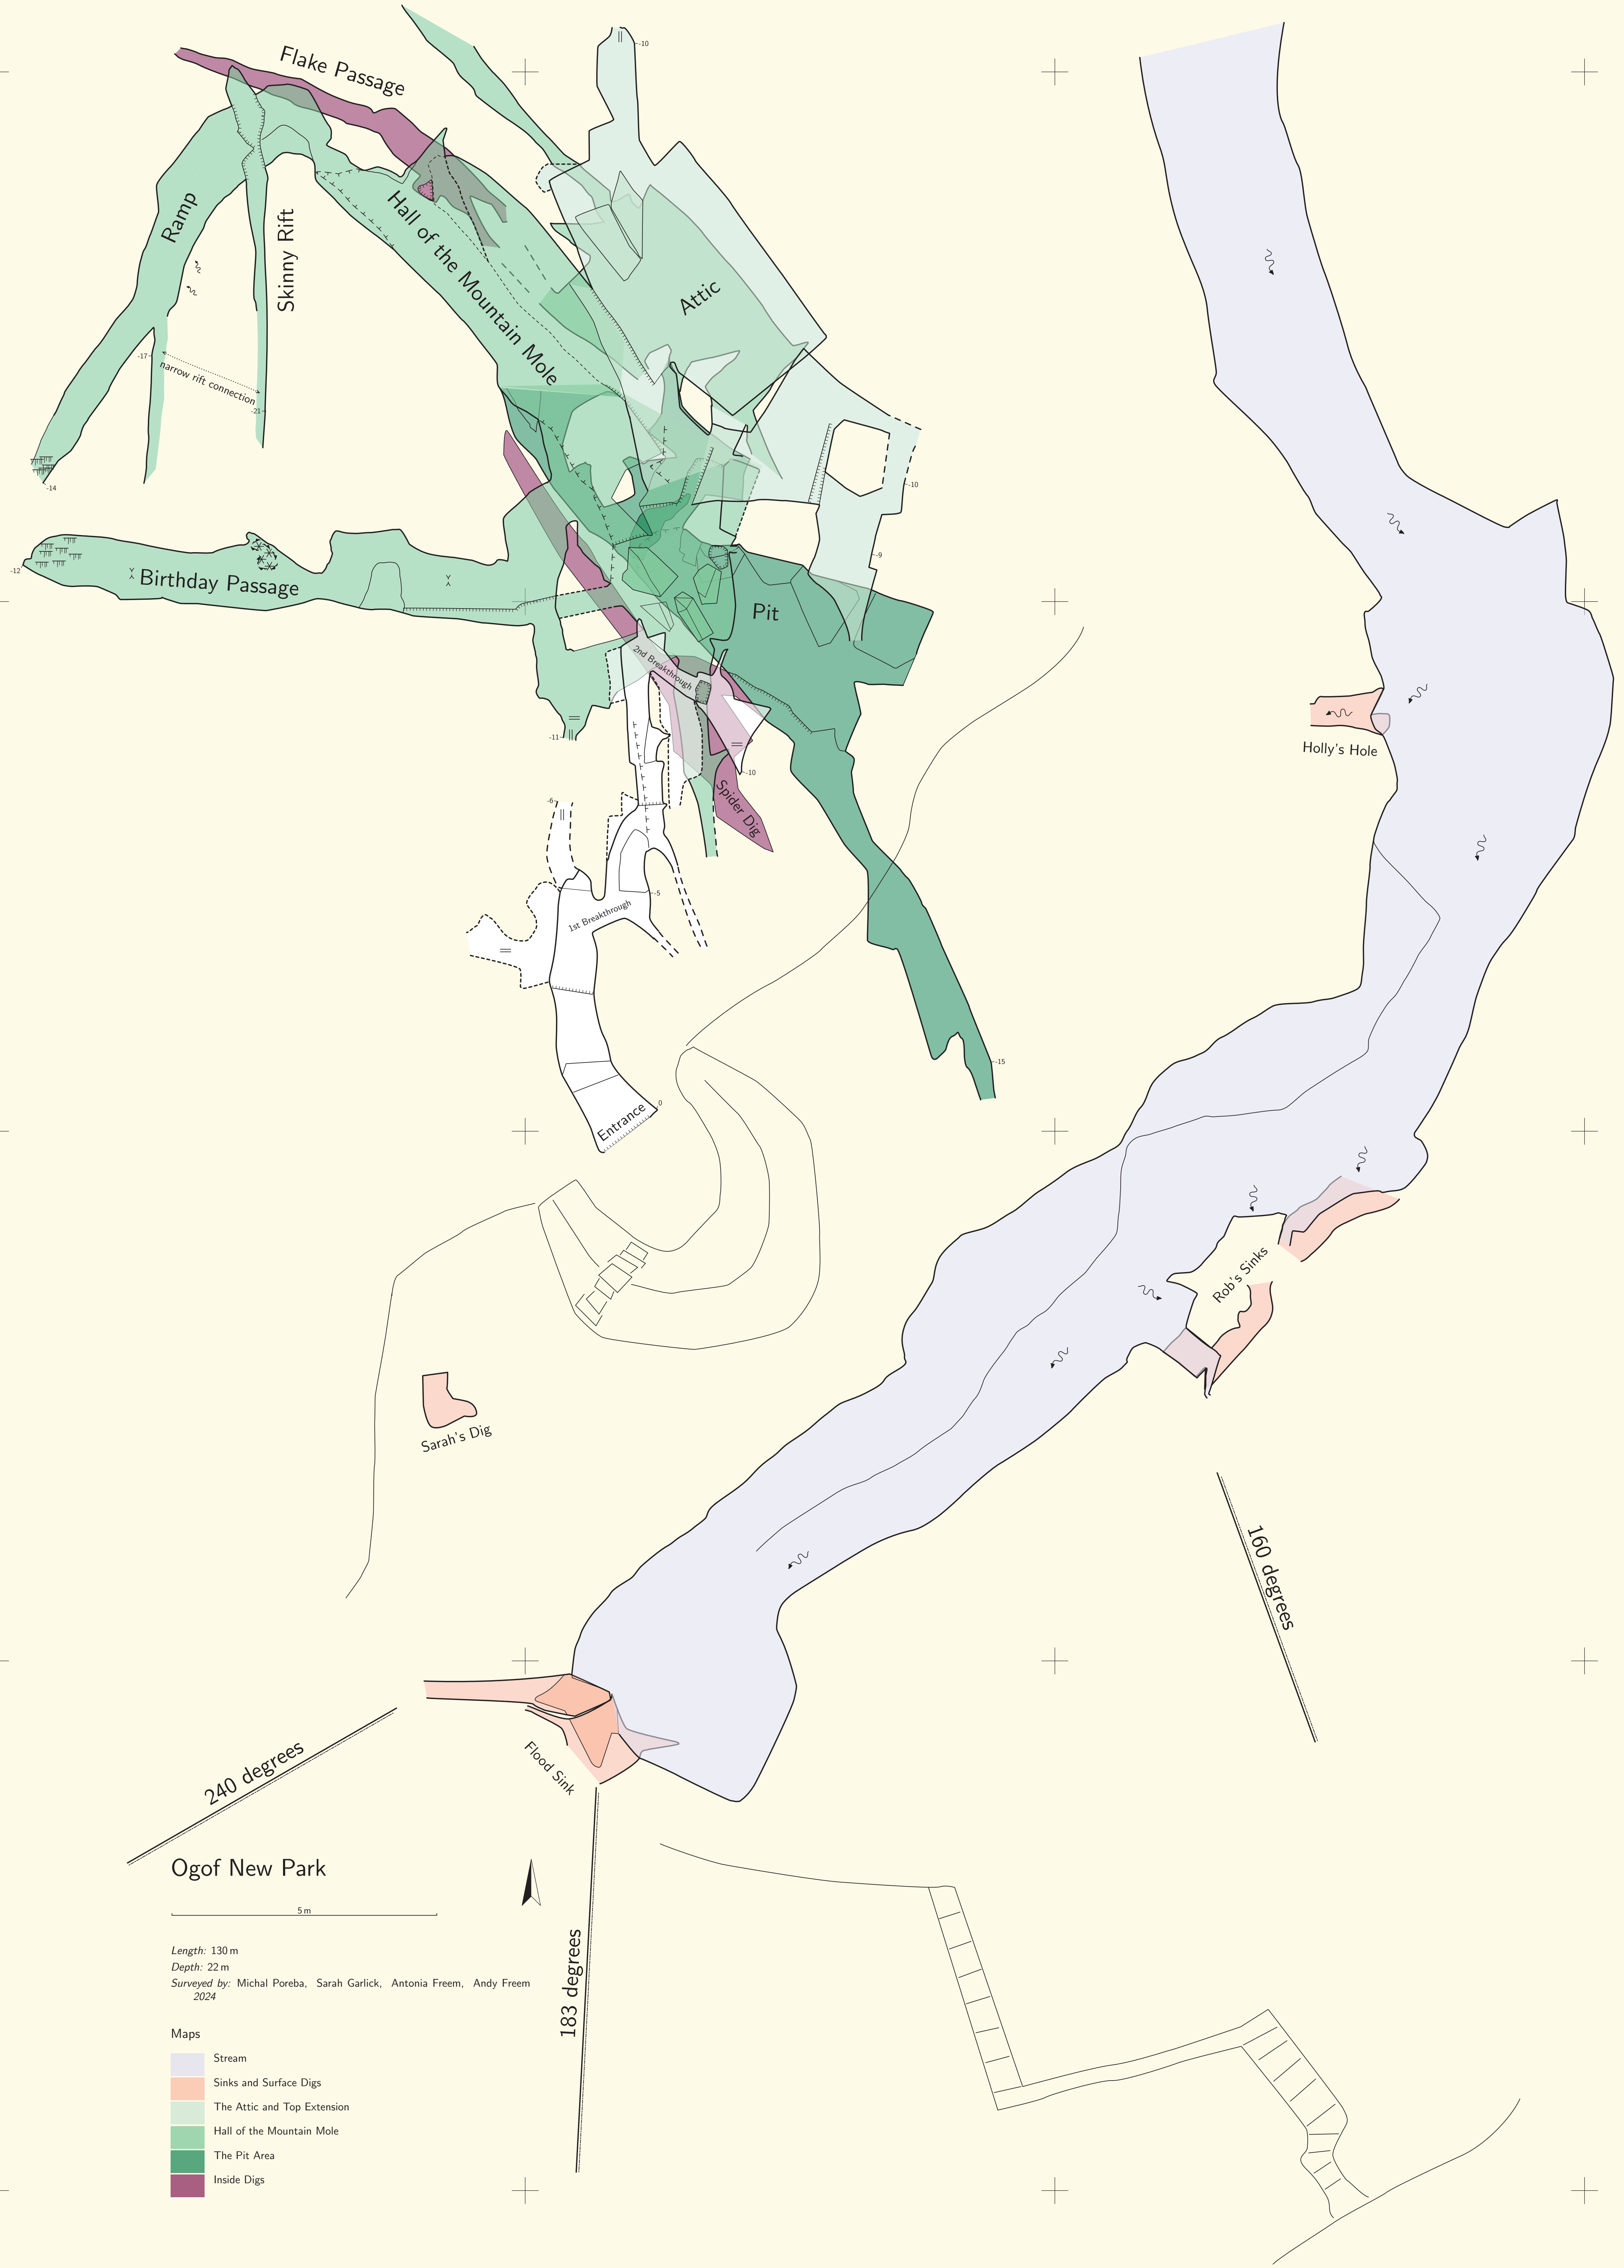 Flake Passage
-10
Hall of the Mountain Mole
Ramp
Skinny Rift
Attic
-17
narrow rift connection
-21
-14
-10
-9
-12
Birthday Passage
Pit
2nd Breakthrough
-11
-10
Spider Dig
Holly's Hole
-6
-5
1st Breakthrough
-15
0
Entrance
Rob's Sinks
Sarah's Dig
160 degrees
Flood Sink
240 degrees
183 degrees
Ogof New Park
5 m
Length: 130 m
Depth: 22 m
Surveyed by: Michal Poreba, Sarah Garlick, Antonia Freem, Andy Freem
2024
Maps
Stream
Sinks and Surface Digs
The Attic and Top Extension
Hall of the Mountain Mole
The Pit Area
Inside Digs